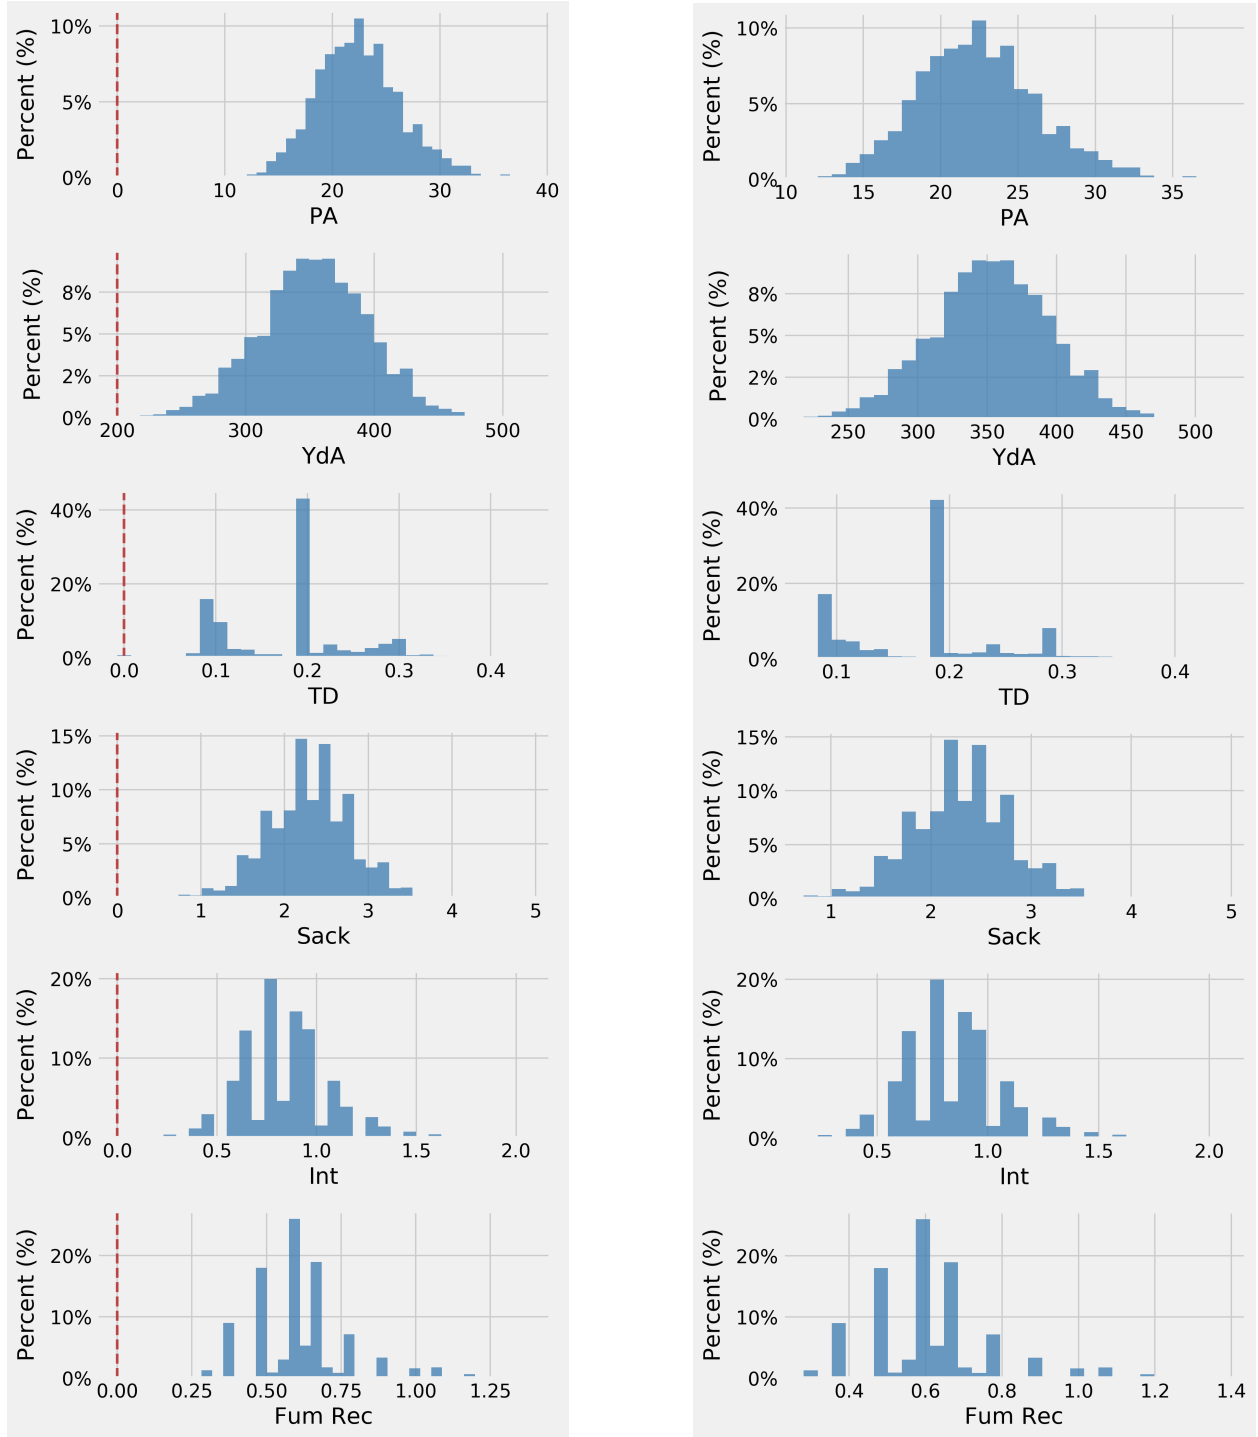 Percent (%)
10%
5%
0%
0 10 20 30 40
PA
Percent (%)
8%
5%
2%
0%
200 300 400 500
YdA
Percent (%)
40%
20%
0%
0.0 0.1 0.2 0.3 0.4
TD
Percent (%)
15%
10%
5%
0%
0 1 2 3 4 5
Sack
Percent (%)
20%
10%
0%
0.0 0.5 1.0 1.5 2.0
Int
Percent (%)
20%
10%
0%
0.00 0.25 0.50 0.75 1.00 1.25
Fum Rec
Percent (%)
10%
5%
0%
10 15 20 25 30 35
PA
Percent (%)
8%
5%
2%
0%
250 300 350 400 450 500
YdA
Percent (%)
40%
20%
0%
0.1 0.2 0.3 0.4
TD
Percent (%)
15%
10%
5%
0%
1 2 3 4 5
Sack
Percent (%)
20%
10%
0%
0.5 1.0 1.5 2.0
Int
Percent (%)
20%
10%
0%
0.4 0.6 0.8 1.0 1.2 1.4
Fum Rec